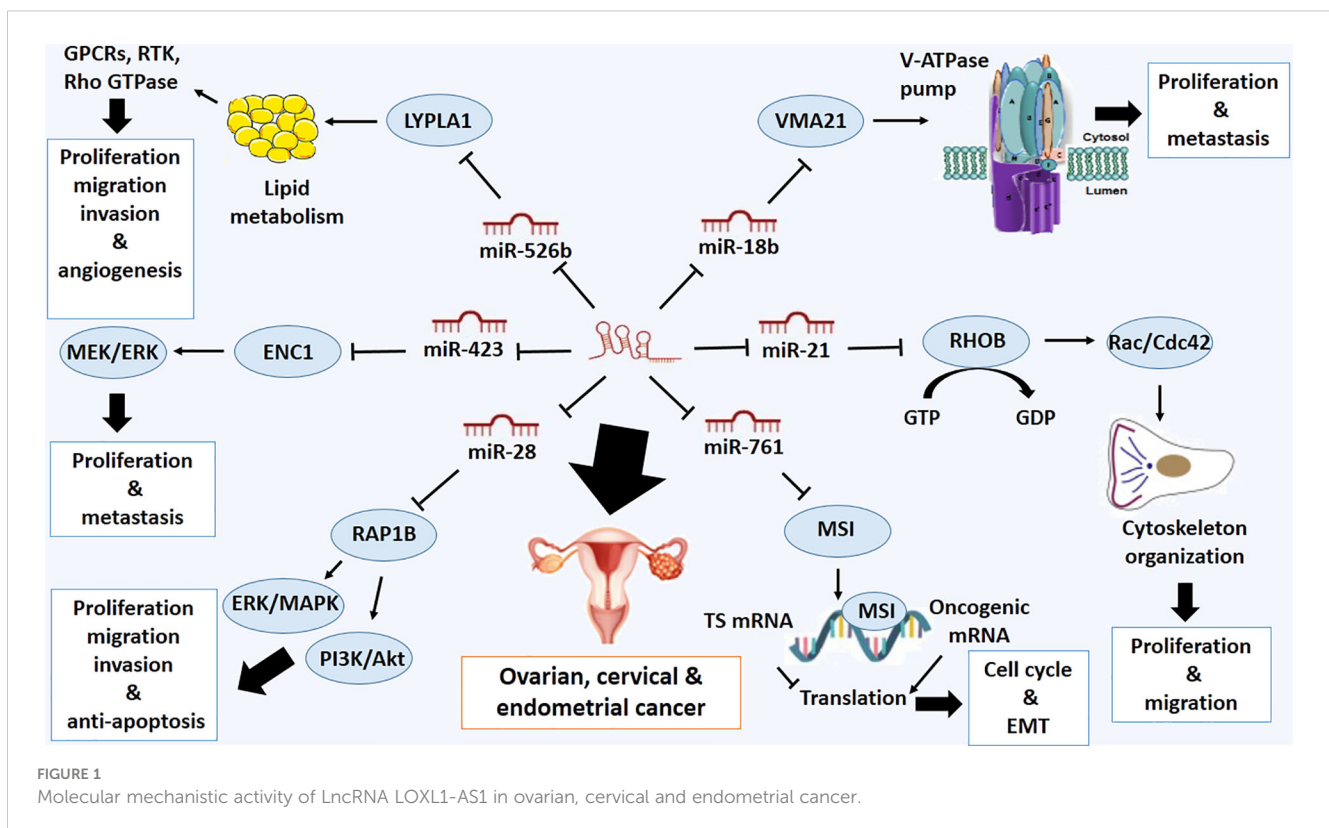 GPCRs, RTK,
Rho GTPase
Proliferation
migration
invasion
&
angiogenesis
Lipid
metabolism
LYPLA1
miR-526b
VMA21
miR-18b
V-ATPase
pump
Cytosol
Lumen
Proliferation
&
metastasis
MEK/ERK
ENC1
miR-423
miR-21
RHOB
Rac/Cdc42
GTP
GDP
Proliferation
&
metastasis
miR-28
miR-761
RAP1B
ERK/MAPK
PI3K/Akt
Proliferation
migration
invasion
&
anti-apoptosis
Ovarian, cervical &
endometrial cancer
MSI
TS mRNA
MSI
Oncogenic
mRNA
Translation
Cell cycle
&
EMT
Cytoskeleton
organization
Proliferation
&
migration
FIGURE 1
Molecular mechanistic activity of LncRNA LOXL1-AS1 in ovarian, cervical and endometrial cancer.